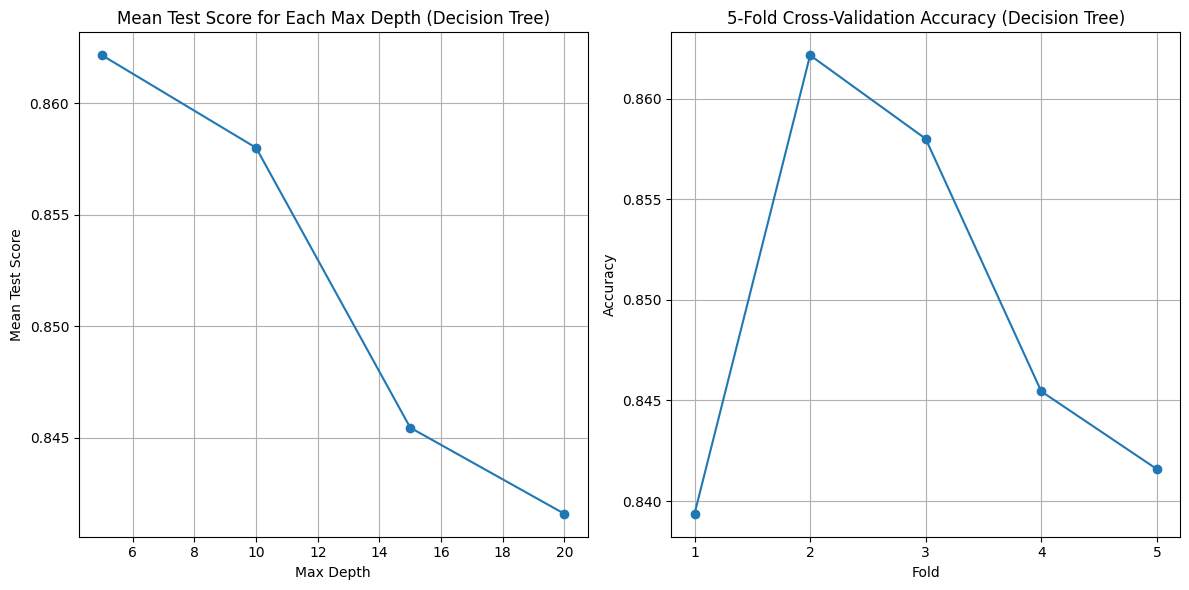 Mean Test Score for Each Max Depth (Decision Tree)
Mean Test Score
0.860
0.855
0.850
0.845
6 8 10 12 14 16 18 20
Max Depth
5-Fold Cross-Validation Accuracy (Decision Tree)
Accuracy
0.860
0.855
0.850
0.845
0.840
1 2 3 4 5
Fold